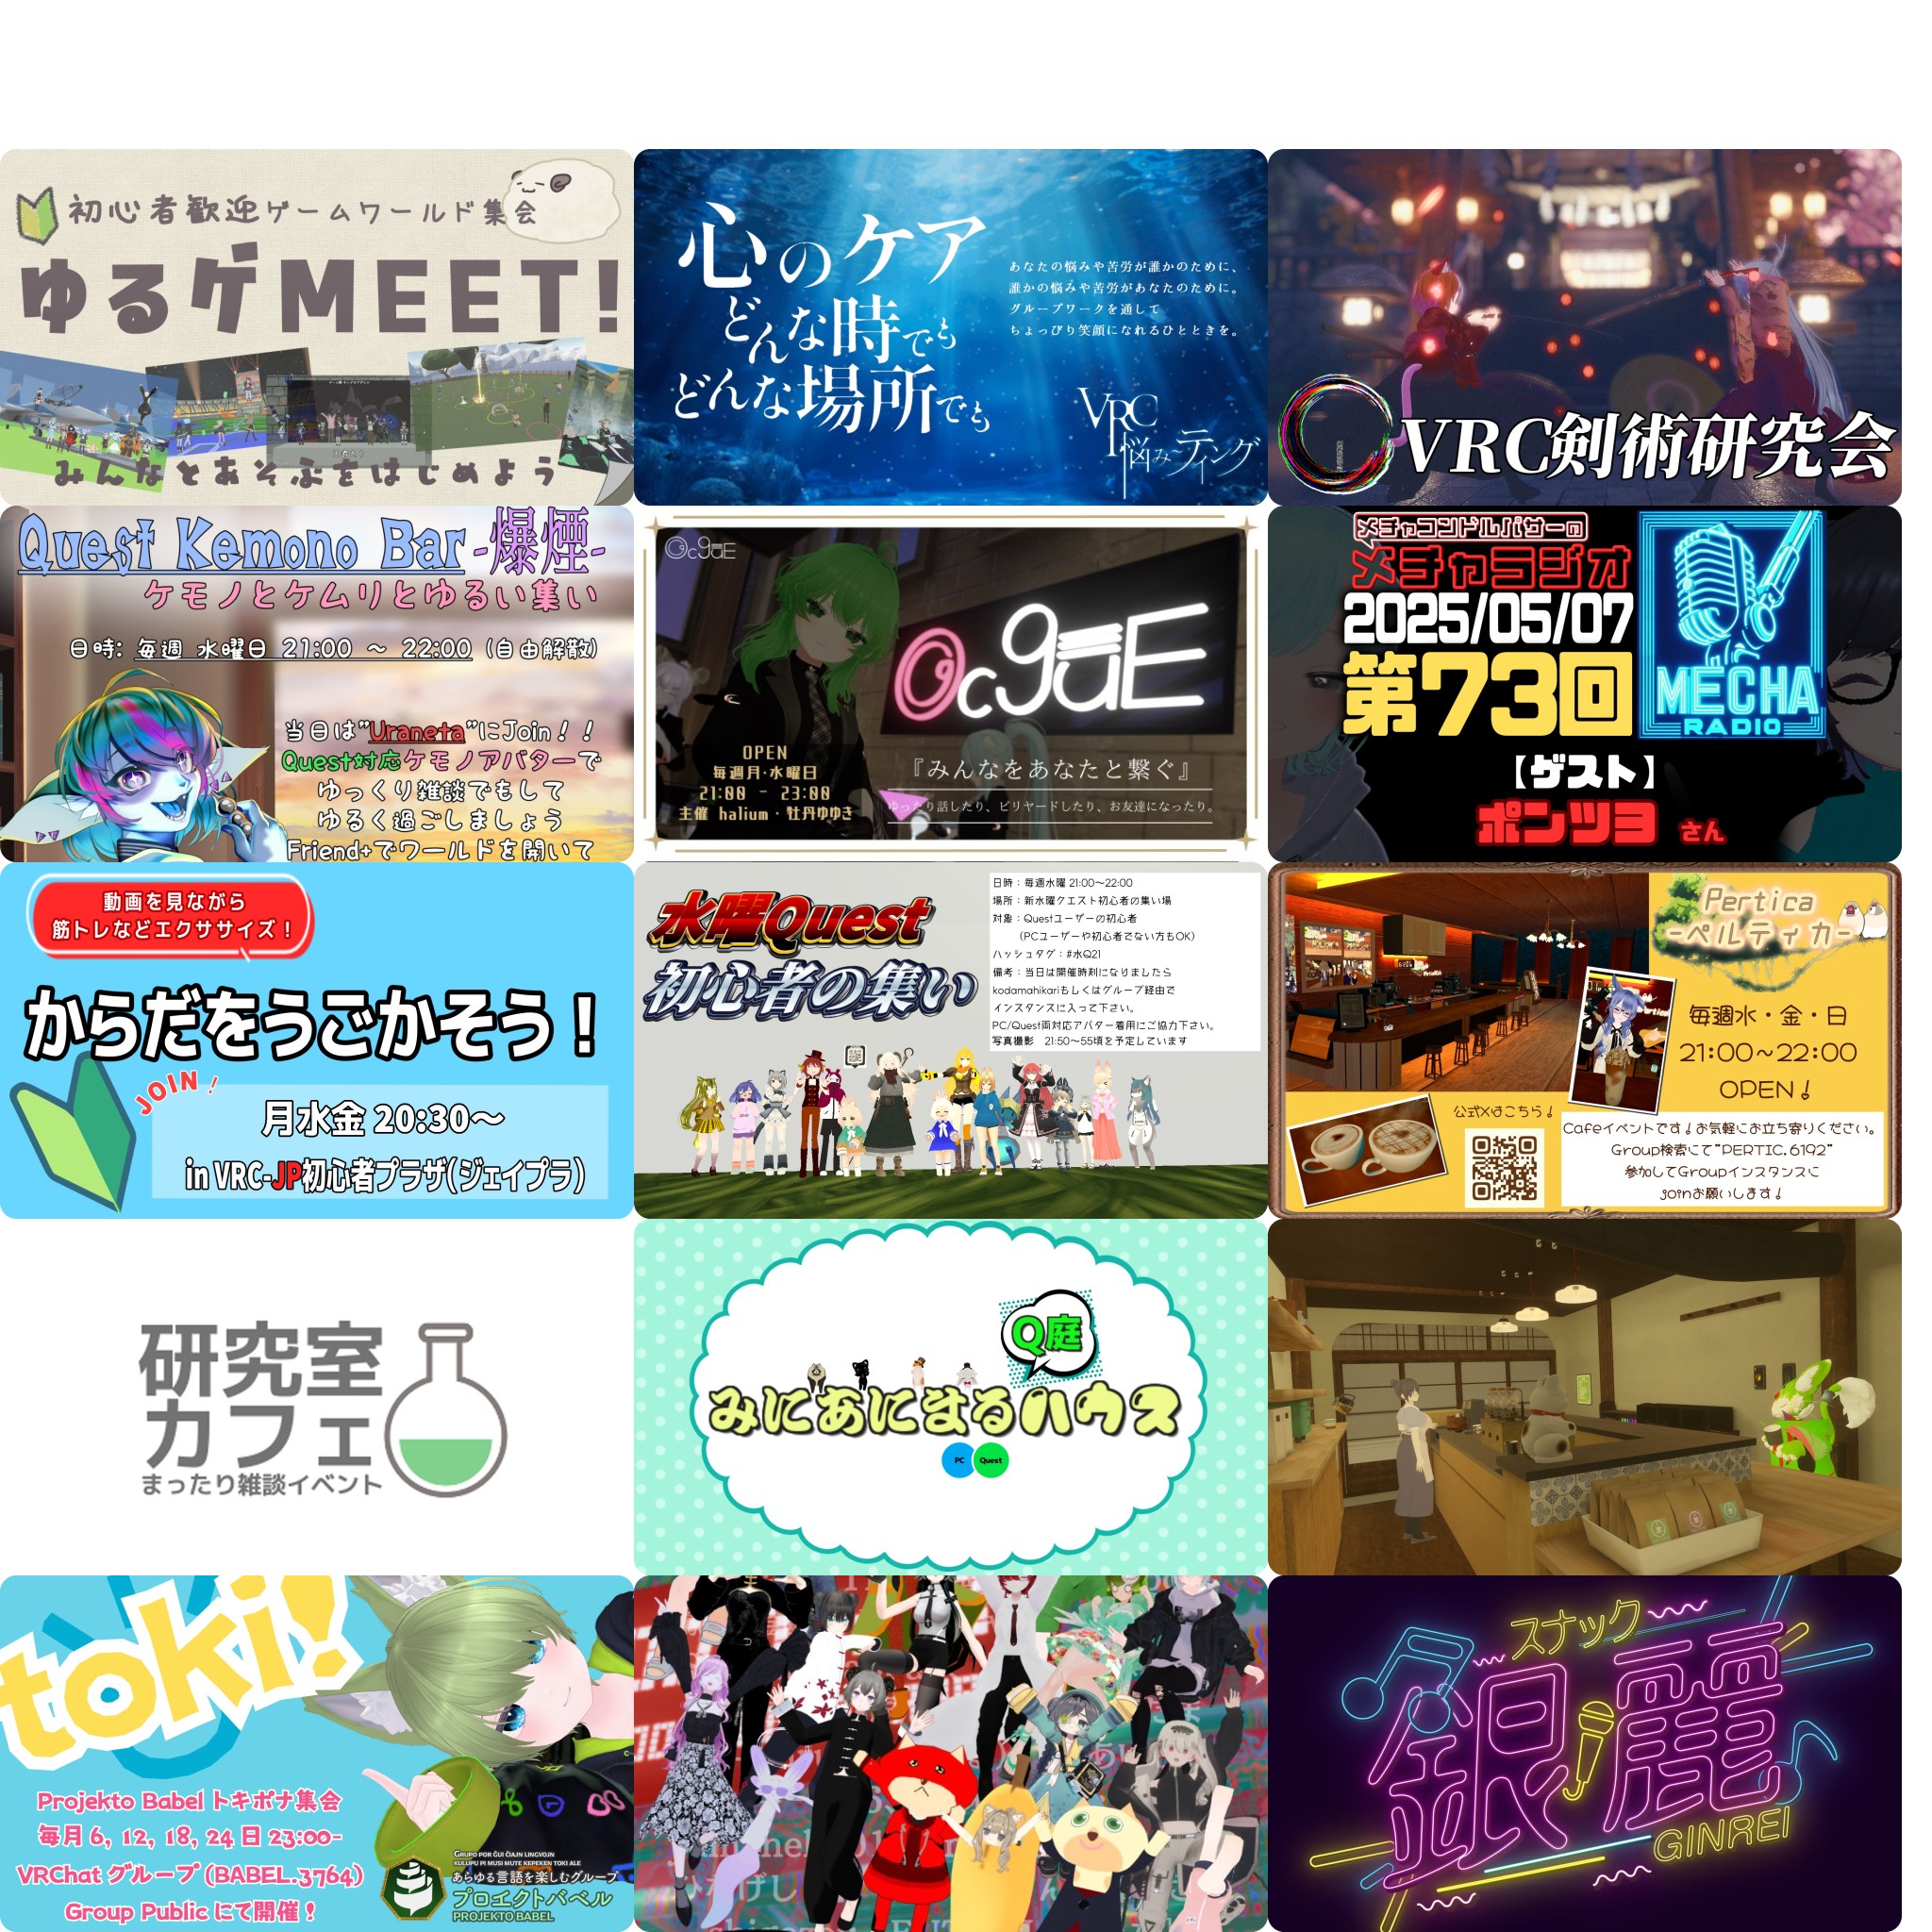 初心者歓迎ゲームワールド集会
ゆるゲMEET!
みんなとあそぶをはじめよう
心のケア
どんな時でも
どんな場所でも
あなたの悩みや苦労が誰かのために、
誰かの悩みや苦労があなたのために。
グループワークを通して
ちょっぴり笑顔になれるひとときを。
VRC
悩みーティング
VRC剣術研究会
Quest Kemono Bar -爆煙-
ケモノとケムリとゆるい集い
日時: 毎週 水曜日 21:00 ～ 22:00 (自由解散)
当日は"Uraneta"にJoin！！
Quest対応ケモノアバターで
ゆっくり雑談でもして
ゆるく過ごしましょう
Friend+でワールドを開いて
OcguE
OcguE
OPEN
毎週月・水曜日
21:00 - 23:00
主催 halium・牡丹ゆゆき
『みんなをあなたと繋ぐ』
ゆったり話したり、ビリヤードしたり、お友達になったり。
メチャコンドルパサーの
メチャラジオ
2025/05/07
第73回
MECHA
RADIO
【ゲスト】
ポンツヨ さん
動画を見ながら
筋トレなどエクササイズ！
からだをうごかそう！
JOIN！
月水金 20:30～
in VRC-JP初心者プラザ(ジェイプラ)
水曜Quest
初心者の集い
日時：毎週水曜 21:00～22:00
場所：新水曜クエスト初心者の集い場
対象：Questユーザーの初心者
（PCユーザーや初心者でない方もOK）
ハッシュタグ：#水Q21
備考：当日は開催時刻になりましたら
kodamahikariもしくはグループ経由で
インスタンスに入って下さい。
PC/Quest両対応アバター着用にご協力下さい。
写真撮影　21:50～55頃を予定しています
Pertica
-ペルティカ-
毎週水・金・日
21:00～22:00
OPEN！
公式Xはこちら！
Cafeイベントです！お気軽にお立ち寄りください。
Group検索にて"PERTIC.6192"
参加してGroupインスタンスに
joinお願いします！
研究室
カフェ
まったり雑談イベント
Q庭
みにあにまるハウス
PC
Quest
toki!
Projekto Babel トキポナ集会
毎月 6, 12, 18, 24 日 23:00-
VRChat グループ (BABEL.3764)
Group Public にて開催！
GRUPO POR ĜUI ĈIAJN LINGVOJN
KULUPU PI MUSI MUTE KEPEKEN TOKI ALE
あらゆる言語を楽しむグループ
プロエクトバベル
PROJEKTO BABEL
スナック
銀麗
GINREI